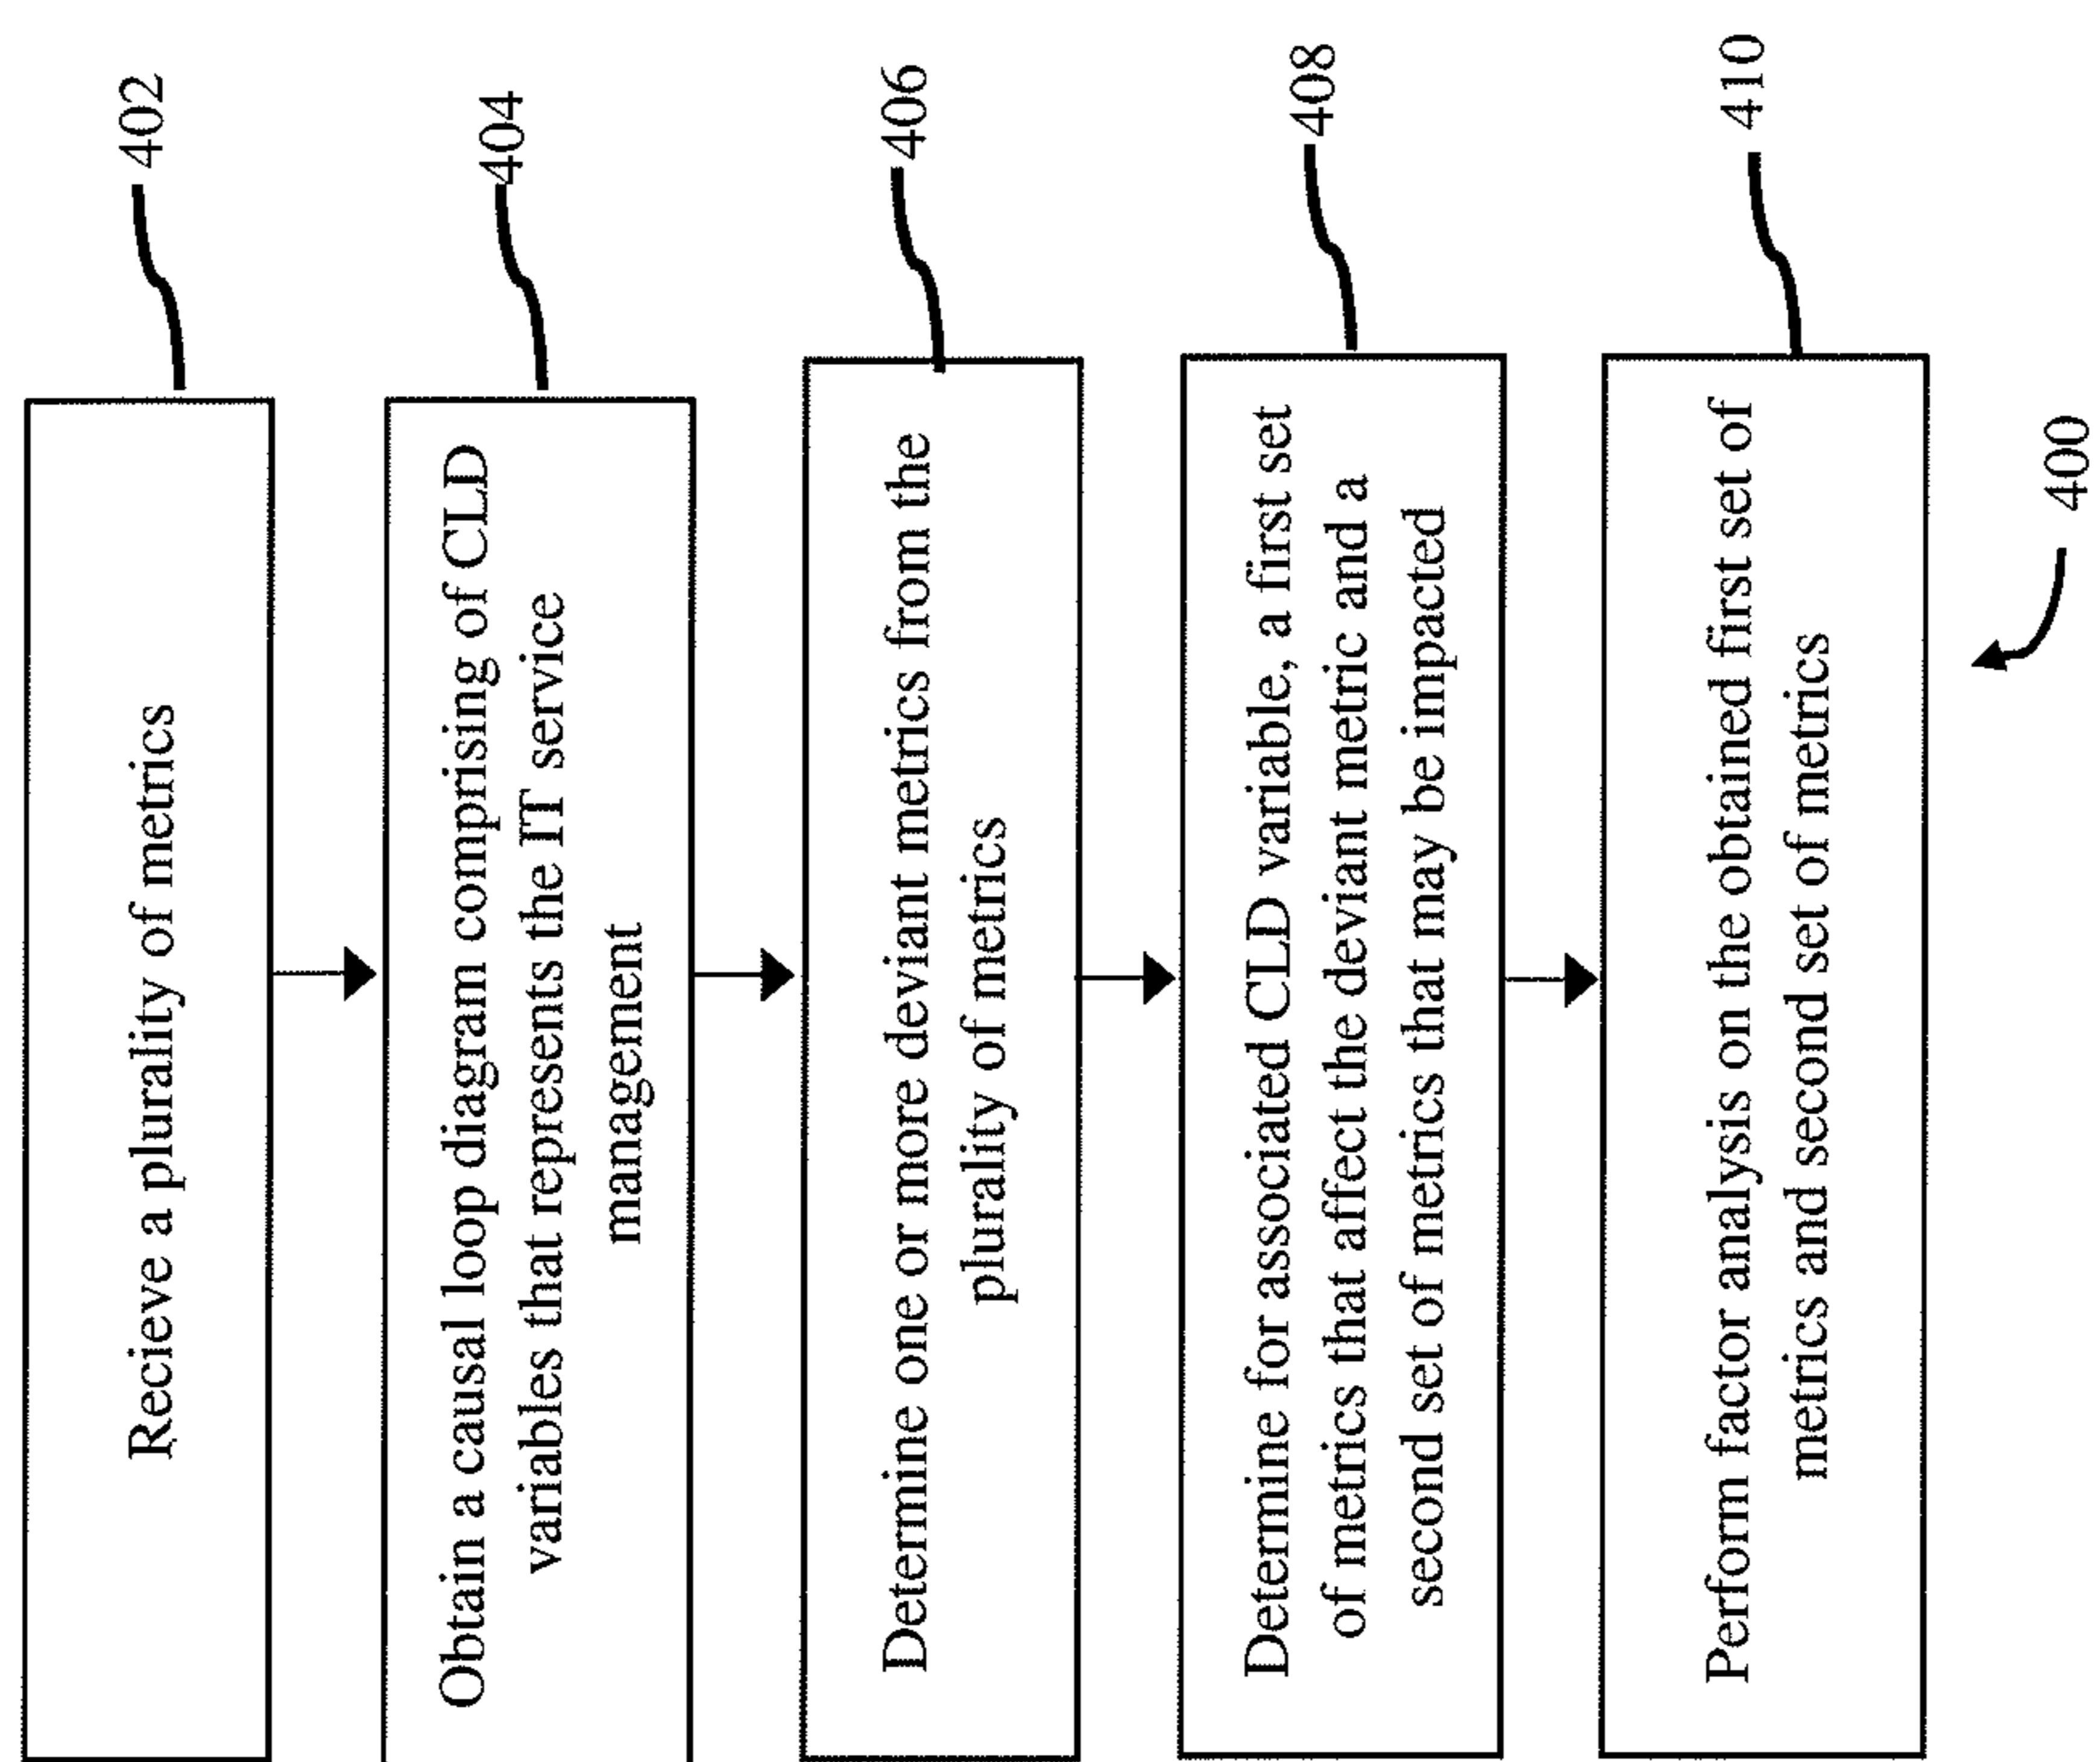 Recieve a plurality of metrics
402
Obtain a causal loop diagram comprising of CLD
variables that represents the IT service
management
404
Determine one or more deviant metrics from the
plurality of metrics
406
Determine for associated CLD variable, a first set
of metrics that affect the deviant metric and a
second set of metrics that may be impacted
408
Perfom factor analysis on the obtained first set of
metrics and second set of metrics
410
400